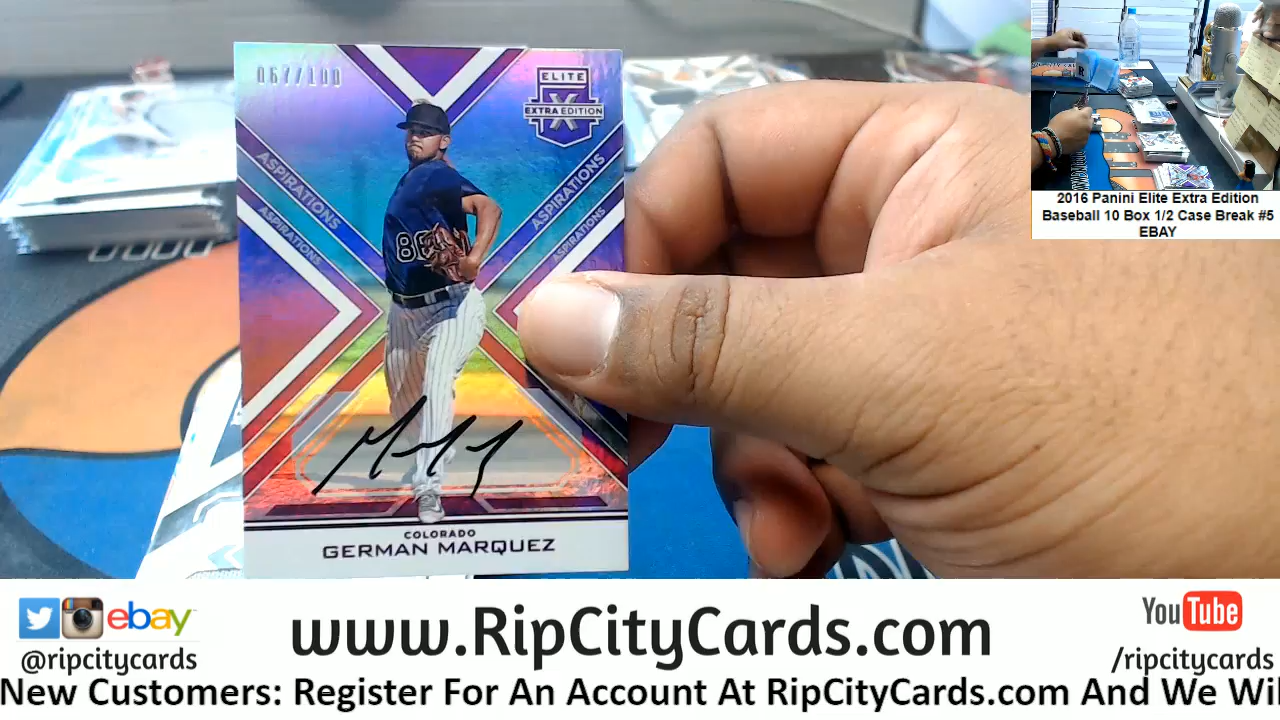 067/100
ELITE
EXTRA EDITION
X
ASPIRATIONS
ASPIRATIONS
ASPIRATIONS
ASPIRATIONS
COLORADO
GERMAN MARQUEZ
2016 Panini Elite Extra Edition
Baseball 10 Box 1/2 Case Break #5
EBAY
ebay
@ripcitycards
www.RipCityCards.com
YouTube
/ripcitycards
New Customers: Register For An Account At RipCityCards.com And We Wil